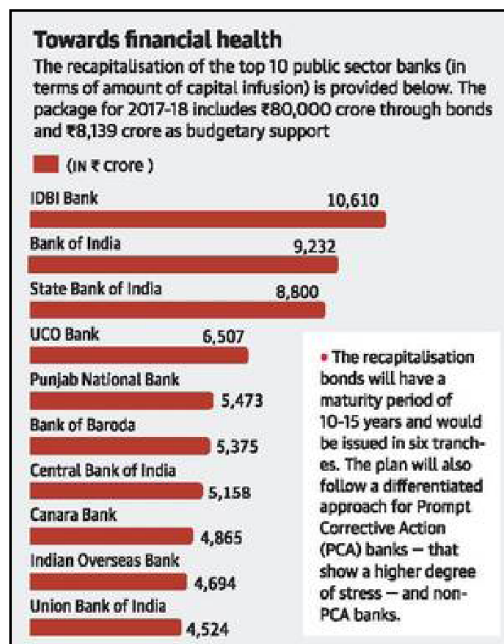 Towards financial health
The recapitalisation of the top 10 public sector banks (in
terms of amount of capital infusion) is provided below. The
package for 2017-18 includes ₹80,000 crore through bonds
and ₹8,139 crore as budgetary support
(IN ₹ crore )
IDBI Bank
10,610
Bank of India
9,232
State Bank of India
8,800
UCO Bank
6,507
Punjab National Bank
5,473
Bank of Baroda
5,375
Central Bank of India
5,158
Canara Bank
4,865
Indian Overseas Bank
4,694
Union Bank of India
4,524
• The recapitalisation
bonds will have a
maturity period of
10-15 years and would
be issued in six tranch-
es. The plan will also
follow a differentiated
approach for Prompt
Corrective Action
(PCA) banks — that
show a higher degree
of stress — and non-
PCA banks.